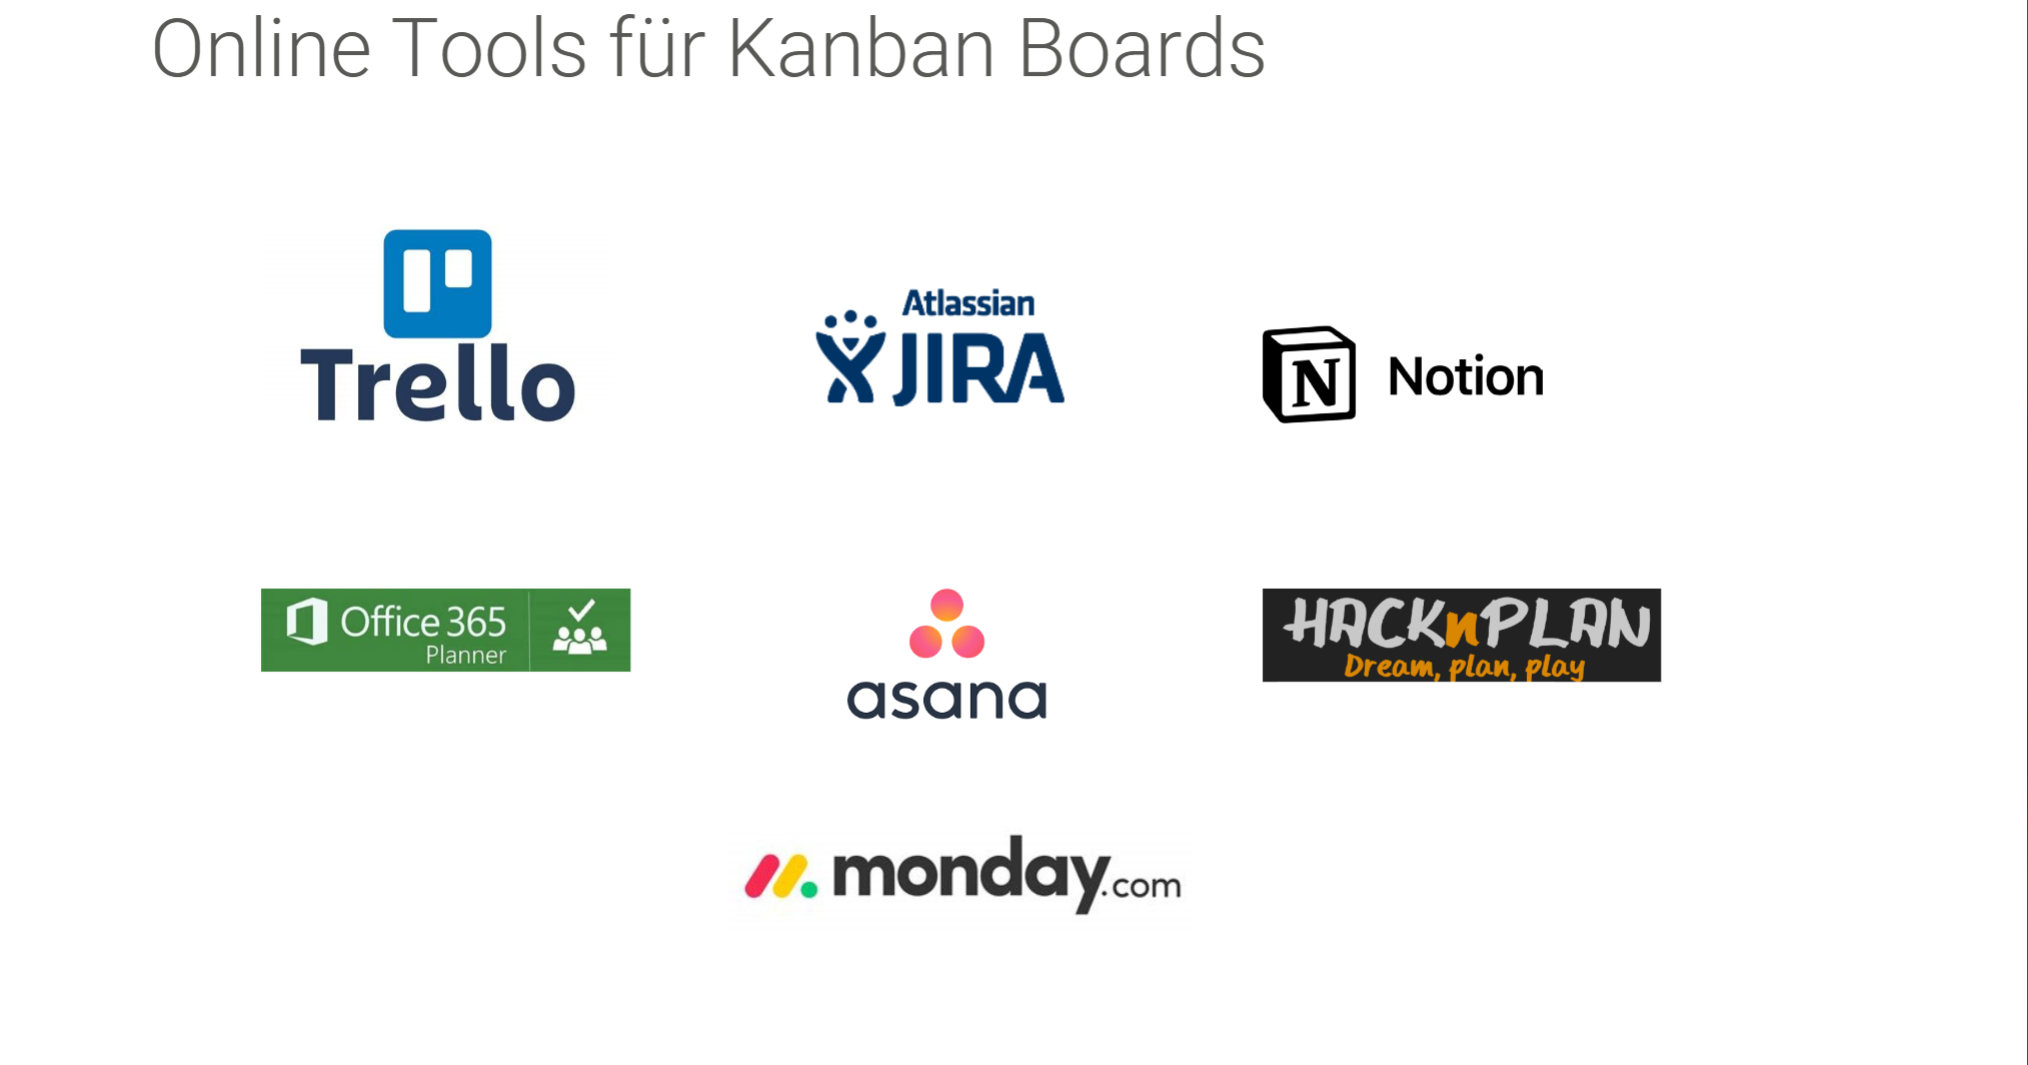 Online Tools für Kanban Boards
Trello
Atlassian
JIRA
N Notion
Office 365
Planner
asana
HACKnPLAN
Dream, plan, play
monday.com